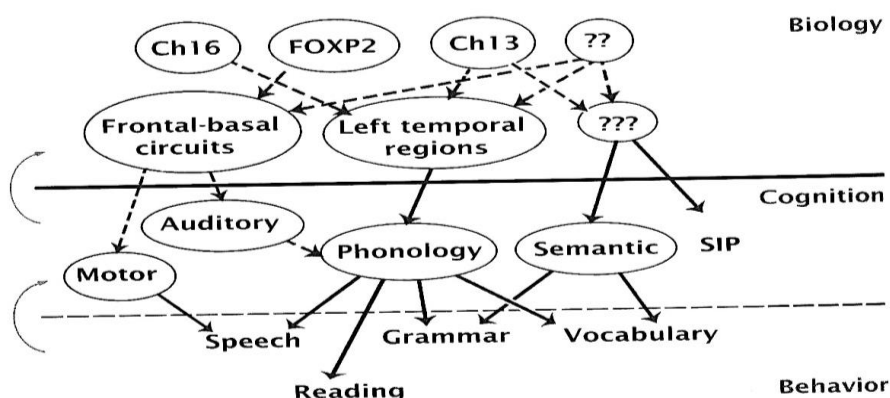 Biology
Ch16
FOXP2
Ch13
??
Frontal-basal
circuits
Left temporal
regions
???
Cognition
Auditory
Phonology
Semantic
SIP
Motor
Speech
Grammar
Vocabulary
Reading
Behavior